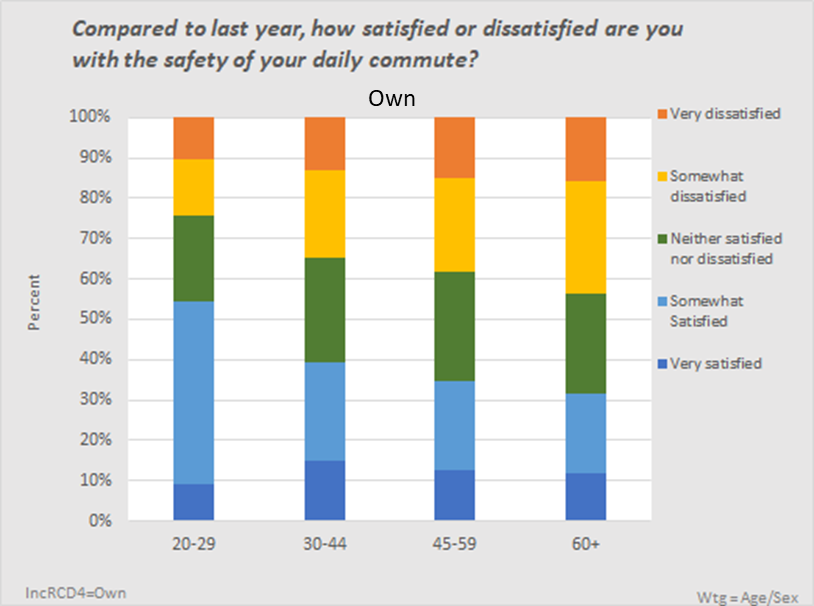 Compared to last year, how satisfied or dissatisfied are you
with the safety of your daily commute?
Own
100%
90%
80%
70%
60%
50%
40%
30%
20%
10%
0%
Percent
20-29 30-44 45-59 60+
Very dissatisfied
Somewhat
dissatisfied
Neither satisfied
nor dissatisfied
Somewhat
Satisfied
Very satisfied
IncRCD4=Own
Wtg = Age/Sex